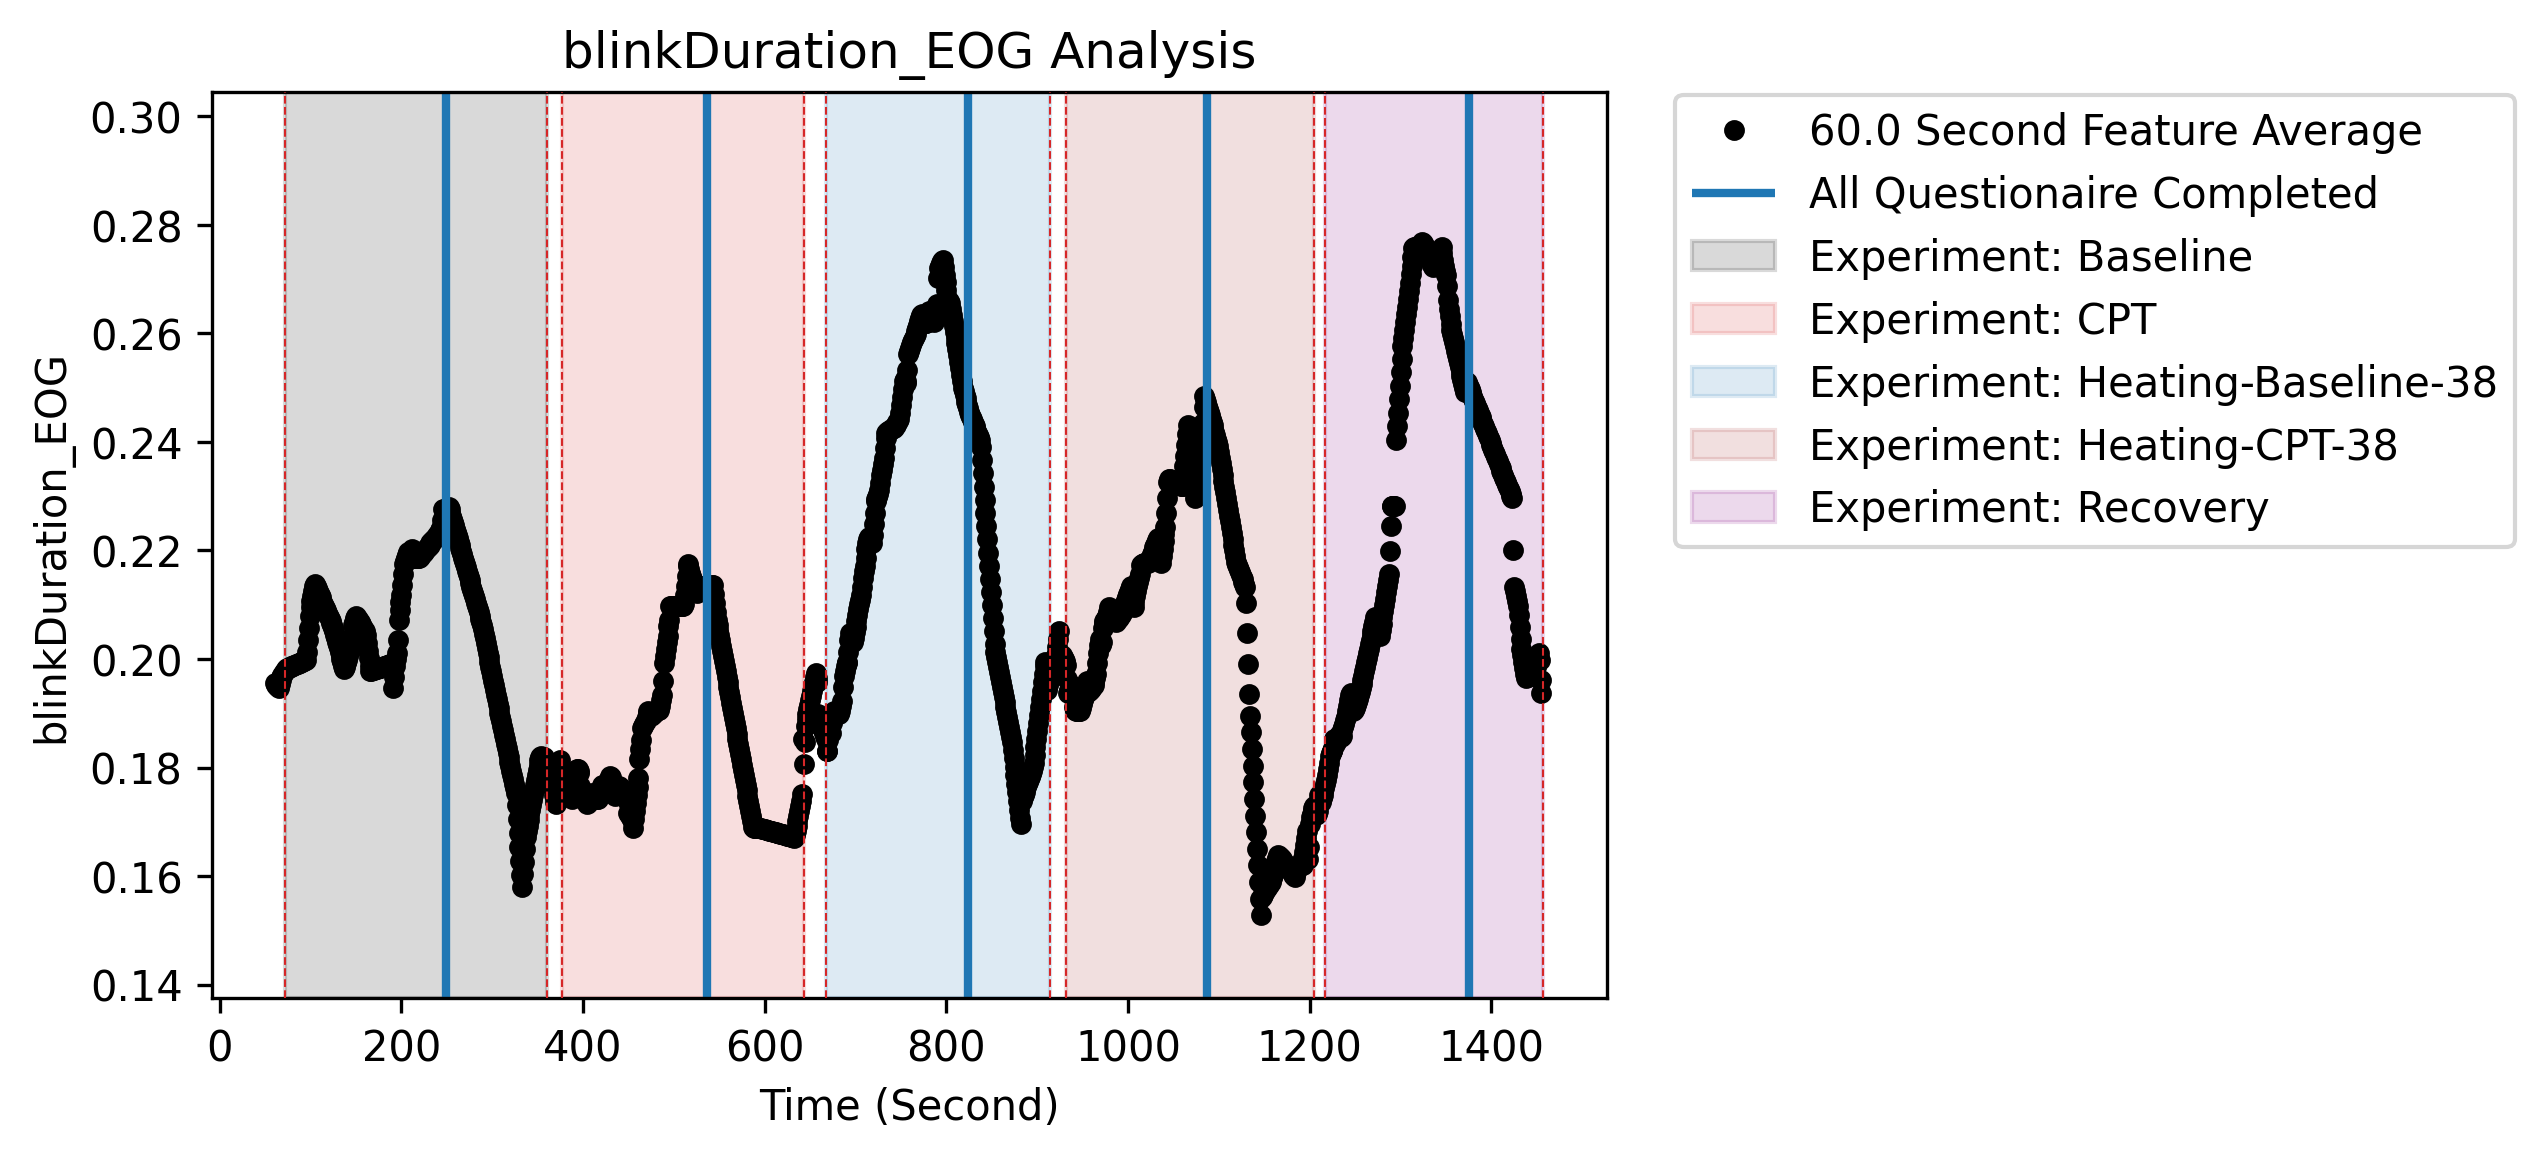 blinkDuration_EOG Analysis
0.30
0.28
0.26
0.24
0.22
0.20
0.18
0.16
0.14
blinkDuration_EOG
0 200 400 600 800 1000 1200 1400
Time (Second)
60.0 Second Feature Average
All Questionaire Completed
Experiment: Baseline
Experiment: CPT
Experiment: Heating-Baseline-38
Experiment: Heating-CPT-38
Experiment: Recovery